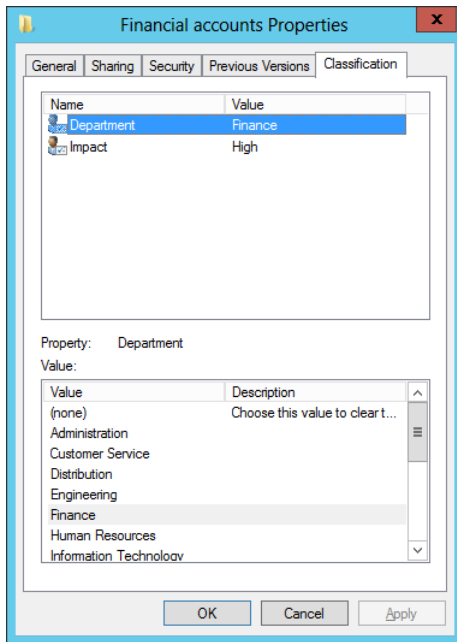 Financial accounts Properties
x
General Sharing Security Previous Versions Classification
Name Value
Department Finance
Impact High
Property: Department
Value:
Value Description
(none) Choose this value to clear t...
Administration
Customer Service
Distribution
Engineering
Finance
Human Resources
Information Technology
OK Cancel Apply